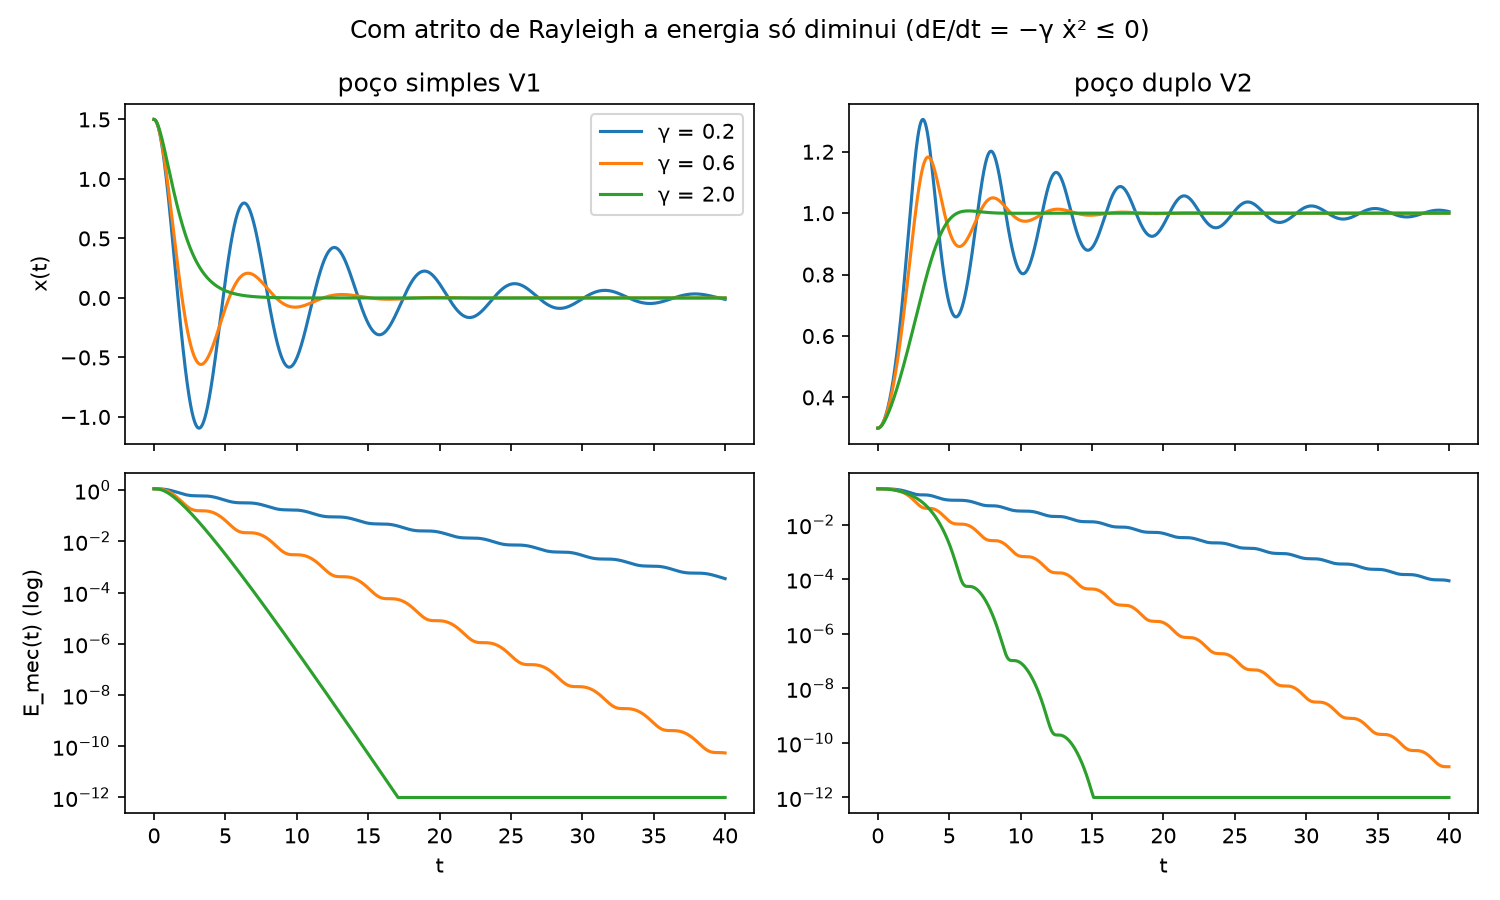 Com atrito de Rayleigh a energia só diminui (dE/dt = −γ ẋ² ≤ 0)
poço simples V1
poço duplo V2
x(t)
1.5
1.0
0.5
0.0
−0.5
−1.0
γ = 0.2
γ = 0.6
γ = 2.0
1.2
1.0
0.8
0.6
0.4
E_mec(t) (log)
10⁰
10⁻²
10⁻⁴
10⁻⁶
10⁻⁸
10⁻¹⁰
10⁻¹²
0 5 10 15 20 25 30 35 40
t
10⁻²
10⁻⁴
10⁻⁶
10⁻⁸
10⁻¹⁰
10⁻¹²
0 5 10 15 20 25 30 35 40
t